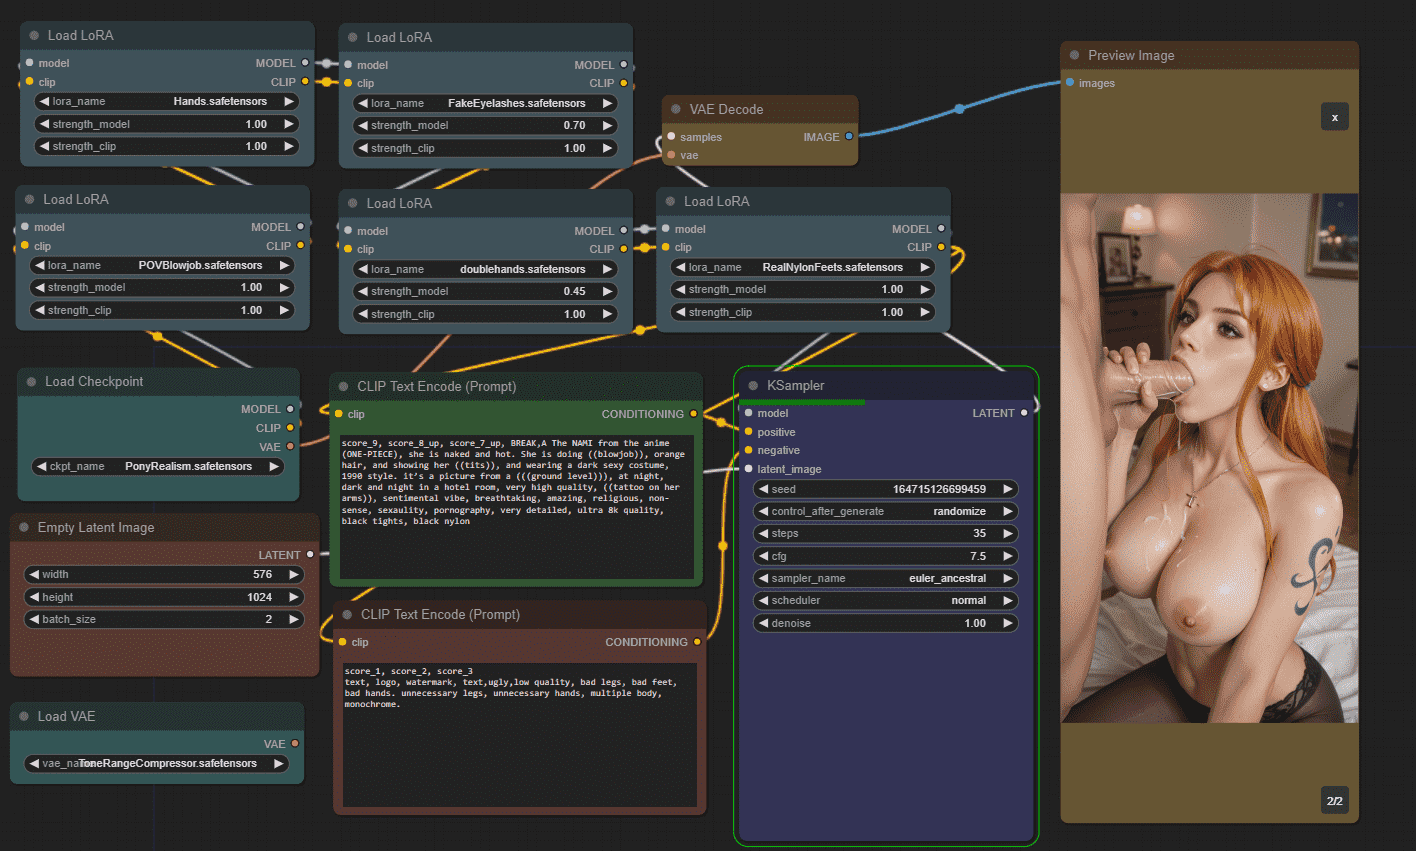 Load LoRA
model MODEL
clip CLIP
lora_name Hands.safetensors
strength_model 1.00
strength_clip 1.00
Load LoRA
model MODEL
clip CLIP
lora_name FakeEyelashes.safetensors
strength_model 0.70
strength_clip 1.00
VAE Decode
samples IMAGE
vae
Preview Image
images
x
2/2
Load LoRA
model MODEL
clip CLIP
lora_name POVBlowjob.safetensors
strength_model 1.00
strength_clip 1.00
Load LoRA
model MODEL
clip CLIP
lora_name doublehands.safetensors
strength_model 0.45
strength_clip 1.00
Load LoRA
model MODEL
clip CLIP
lora_name RealNylonFeets.safetensors
strength_model 1.00
strength_clip 1.00
Load Checkpoint
MODEL
CLIP
VAE
ckpt_name PonyRealism.safetensors
CLIP Text Encode (Prompt)
clip CONDITIONING
score_9, score_8_up, score_7_up, BREAK,A The NAMI from the anime
(ONE-PIECE), she is naked and hot. She is doing ((blowjob)), orange
hair, and showing her ((tits)), and wearing a dark sexy costume,
1990 style. it's a picture from a (((ground level))), at night,
dark and night in a hotel room, very high quality, ((tattoo on her
arms)), sentimental vibe, breathtaking, amazing, religious, non-
sense, sexaulity, pornography, very detailed, ultra 8k quality,
black tights, black nylon
KSampler
model LATENT
positive
negative
latent_image
seed 164715126699459
control_after_generate randomize
steps 35
cfg 7.5
sampler_name euler_ancestral
scheduler normal
denoise 1.00
Empty Latent Image
LATENT
width 576
height 1024
batch_size 2
CLIP Text Encode (Prompt)
clip CONDITIONING
score_1, score_2, score_3
text, logo, watermark, text,ugly,low quality, bad legs, bad feet,
bad hands. unnecessary legs, unnecessary hands, multiple body,
monochrome.
Load VAE
VAE
ToneRangeCompressor.safetensors